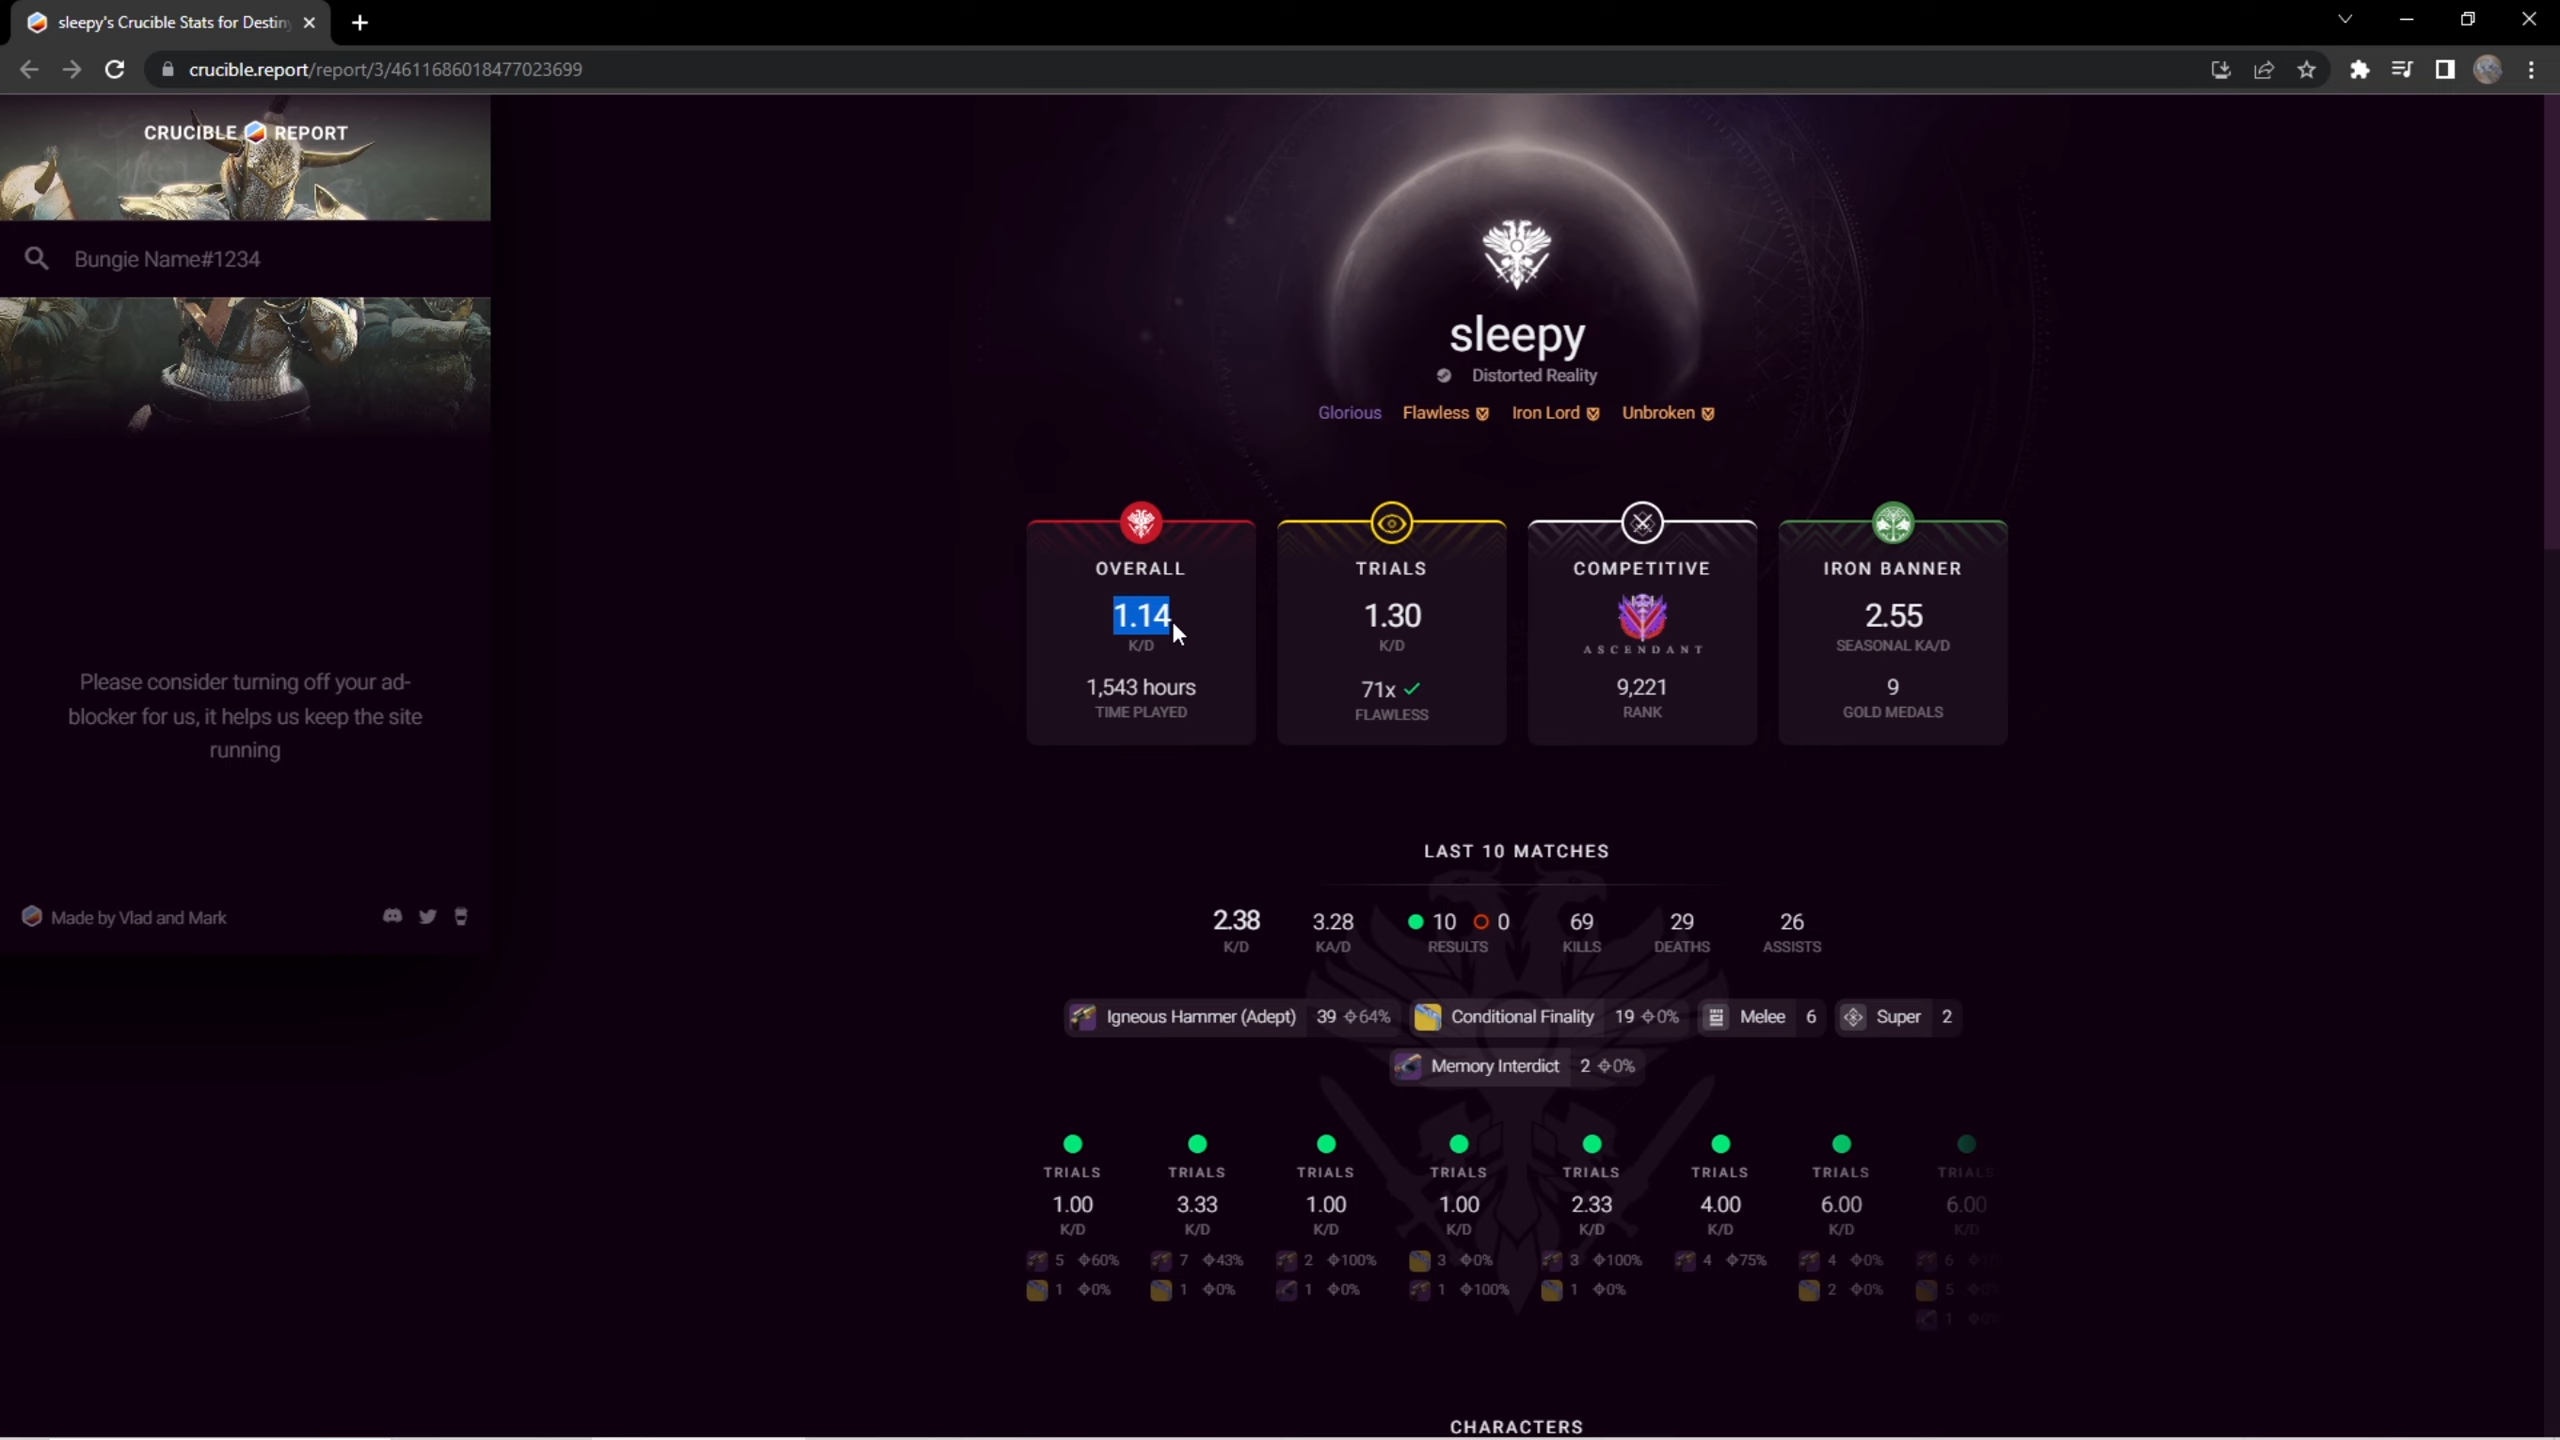 sleepy's Crucible Stats for Destin
crucible.report/report/3/4611686018477023699
CRUCIBLE REPORT
Bungie Name#1234
Please consider turning off your ad-
blocker for us, it helps us keep the site
running
Made by Vlad and Mark
sleepy
Distorted Reality
Glorious Flawless Iron Lord Unbroken
OVERALL
1.14
K/D
1,543 hours
TIME PLAYED
TRIALS
1.30
K/D
71x
FLAWLESS
COMPETITIVE
ASCENDANT
9,221
RANK
IRON BANNER
2.55
SEASONAL KA/D
9
GOLD MEDALS
LAST 10 MATCHES
2.38 3.28 10 0 69 29 26
K/D KA/D RESULTS KILLS DEATHS ASSISTS
Igneous Hammer (Adept) 39 64% Conditional Finality 19 0% Melee 6 Super 2
Memory Interdict 2 0%
TRIALS TRIALS TRIALS TRIALS TRIALS TRIALS TRIALS TRIALS
1.00 3.33 1.00 1.00 2.33 4.00 6.00 6.00
K/D K/D K/D K/D K/D K/D K/D K/D
5 60% 7 43% 2 100% 3 0% 3 100% 4 75% 4 0% 6
1 0% 1 0% 1 0% 1 100% 1 0% 2 0% 5
1
CHARACTERS